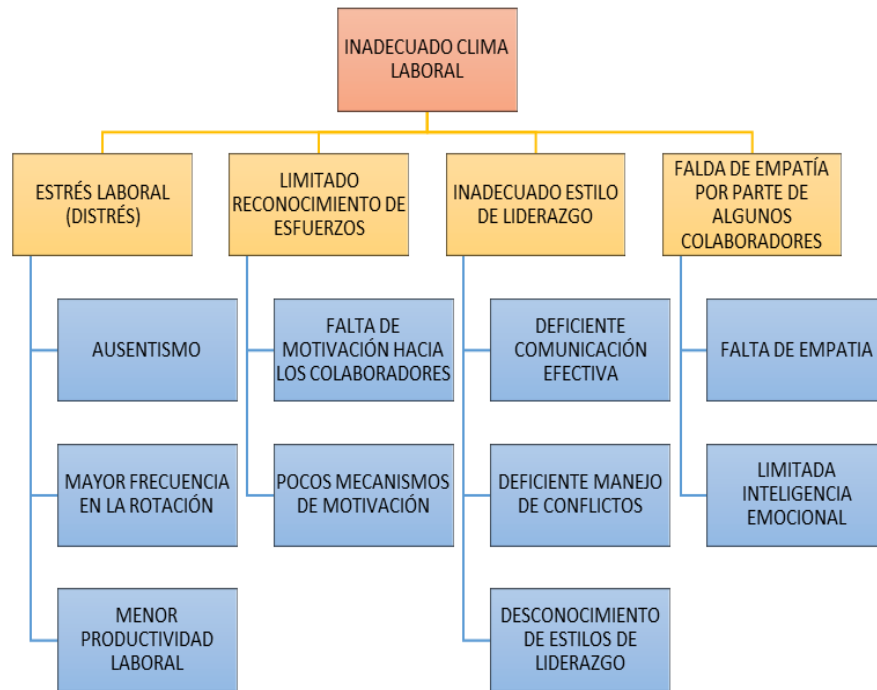 INADECUADO CLIMA
LABORAL
ESTRÉS LABORAL
(DISTRÉS)
LIMITADO
RECONOCIMIENTO DE
ESFUERZOS
INADECUADO ESTILO
DE LIDERAZGO
FALDA DE EMPATÍA
POR PARTE DE
ALGUNOS
COLABORADORES
AUSENTISMO
FALTA DE
MOTIVACIÓN HACIA
LOS COLABORADORES
DEFICIENTE
COMUNICACIÓN
EFECTIVA
FALTA DE EMPATIA
MAYOR FRECUENCIA
EN LA ROTACIÓN
POCOS MECANISMOS
DE MOTIVACIÓN
DEFICIENTE MANEJO
DE CONFLICTOS
LIMITADA
INTELIGENCIA
EMOCIONAL
MENOR
PRODUCTIVIDAD
LABORAL
DESCONOCIMIENTO
DE ESTILOS DE
LIDERAZGO